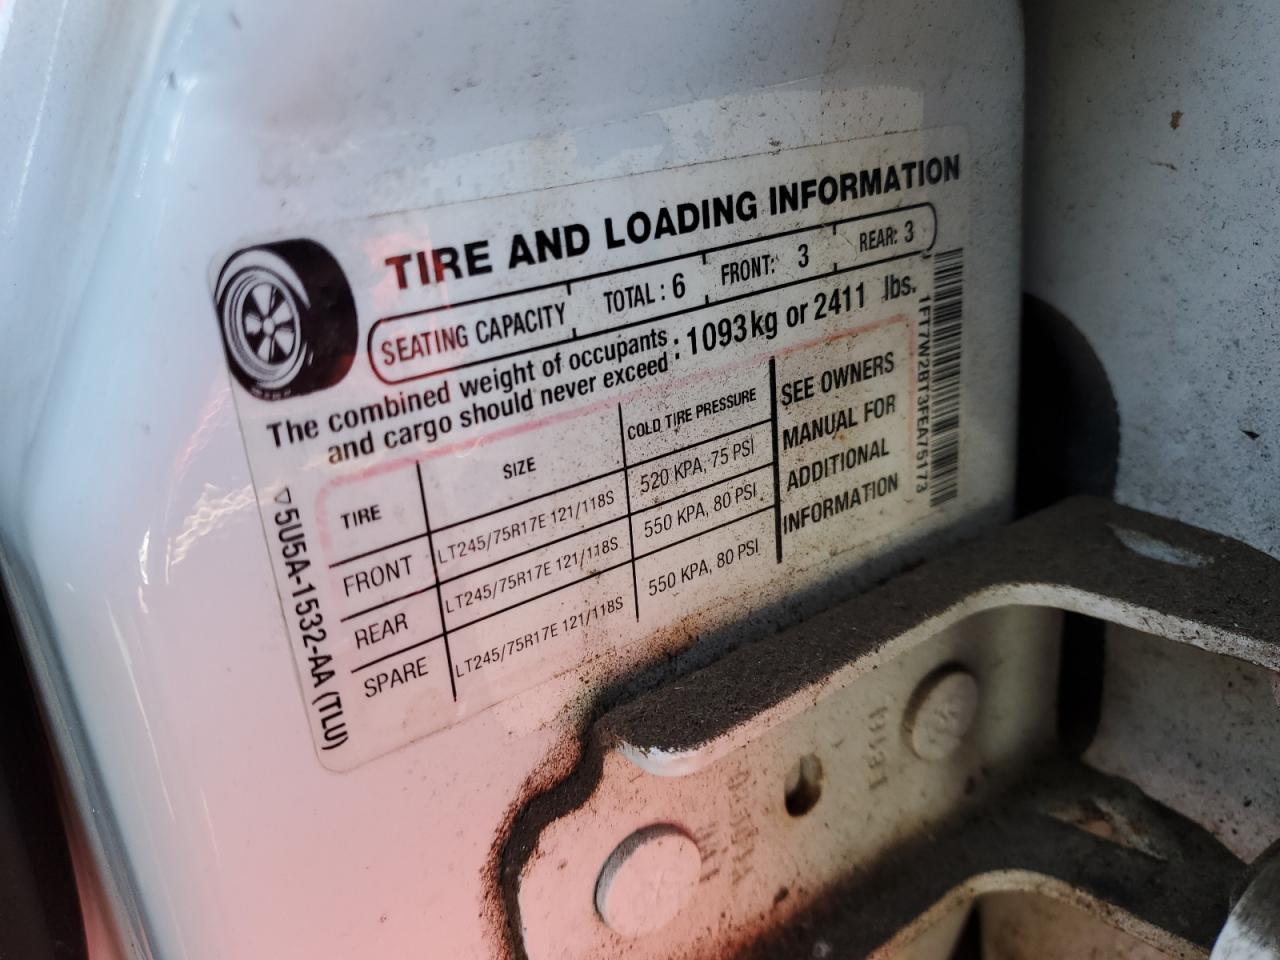 TIRE AND LOADING INFORMATION
SEATING CAPACITY TOTAL : 6 FRONT: 3 REAR: 3
The combined weight of occupants
and cargo should never exceed : 1093 kg or 2411 lbs.
TIRE SIZE COLD TIRE PRESSURE
FRONT LT245/75R17E 121/118S 520 KPA, 75 PSI
REAR LT245/75R17E 121/118S 550 KPA, 80 PSI
SPARE LT245/75R17E 121/118S 550 KPA, 80 PSI
SEE OWNERS
MANUAL FOR
ADDITIONAL
INFORMATION
5U5A-1532-AA (TLU)